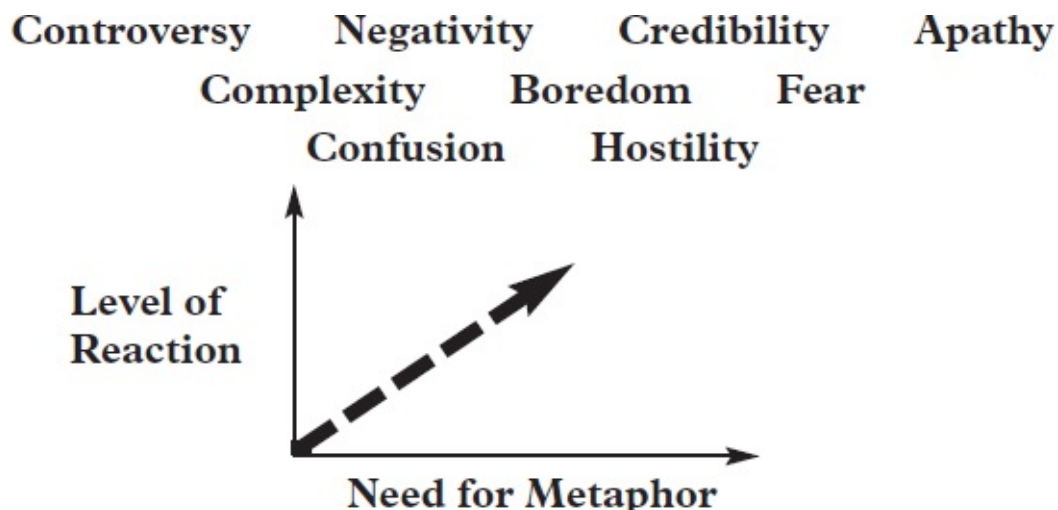 Controversy Negativity Credibility Apathy
Complexity Boredom Fear
Confusion Hostility
Level of
Reaction
Need for Metaphor